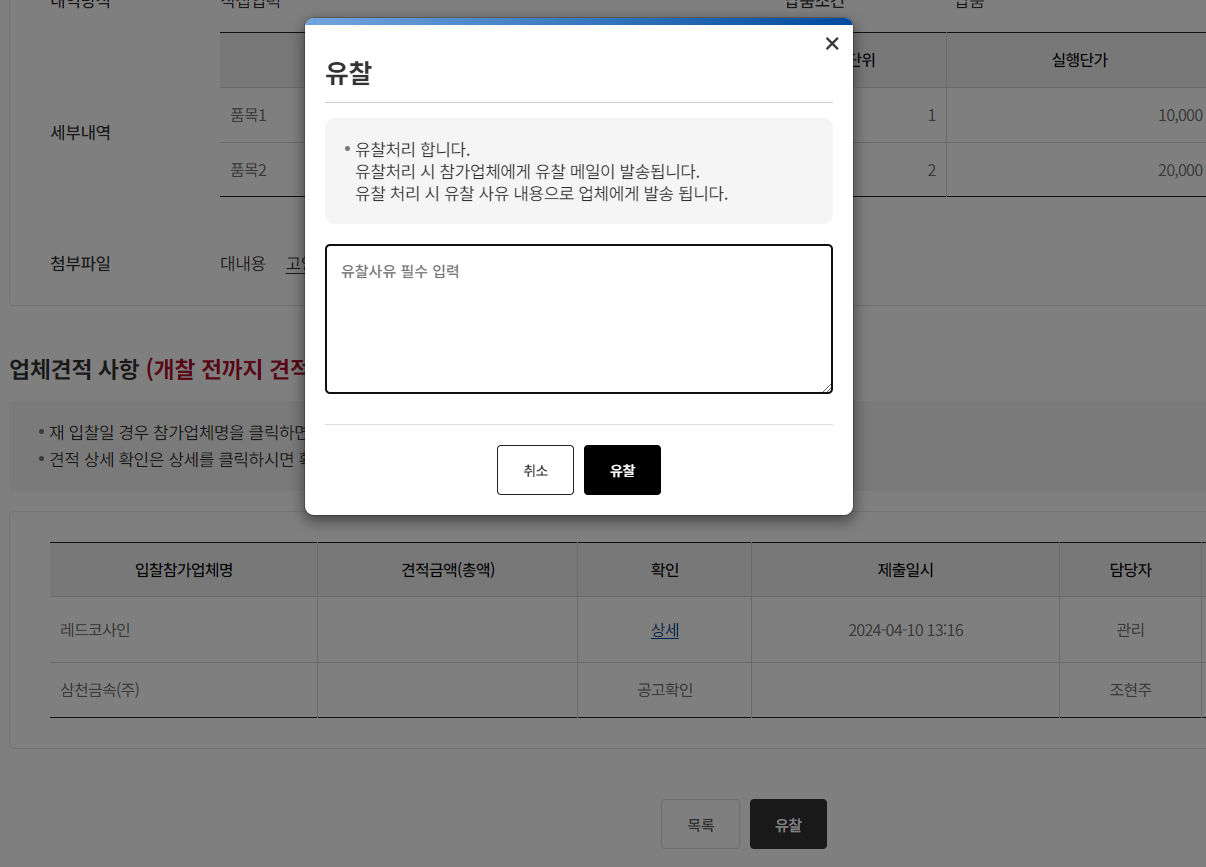 직접입력
납품
유찰
단위
실행단가
품목1
1
10,000
세부내역
유찰처리 합니다.
유찰처리 시 참가업체에게 유찰 메일이 발송됩니다.
유찰 처리 시 유찰 사유 내용으로 업체에게 발송 됩니다.
품목2
2
20,000
첨부파일
대내용
유찰사유 필수 입력
업체견적 사항 (개찰 전까지 견적
재 입찰일 경우 참가업체명을 클릭하면
견적 상세 확인은 상세를 클릭하시면
취소
유찰
입찰참가업체명
견적금액(총액)
확인
제출일시
담당자
레드코사인
상세
2024-04-10 13:16
관리
삼천금속(주)
공고확인
조현주
목록
유찰